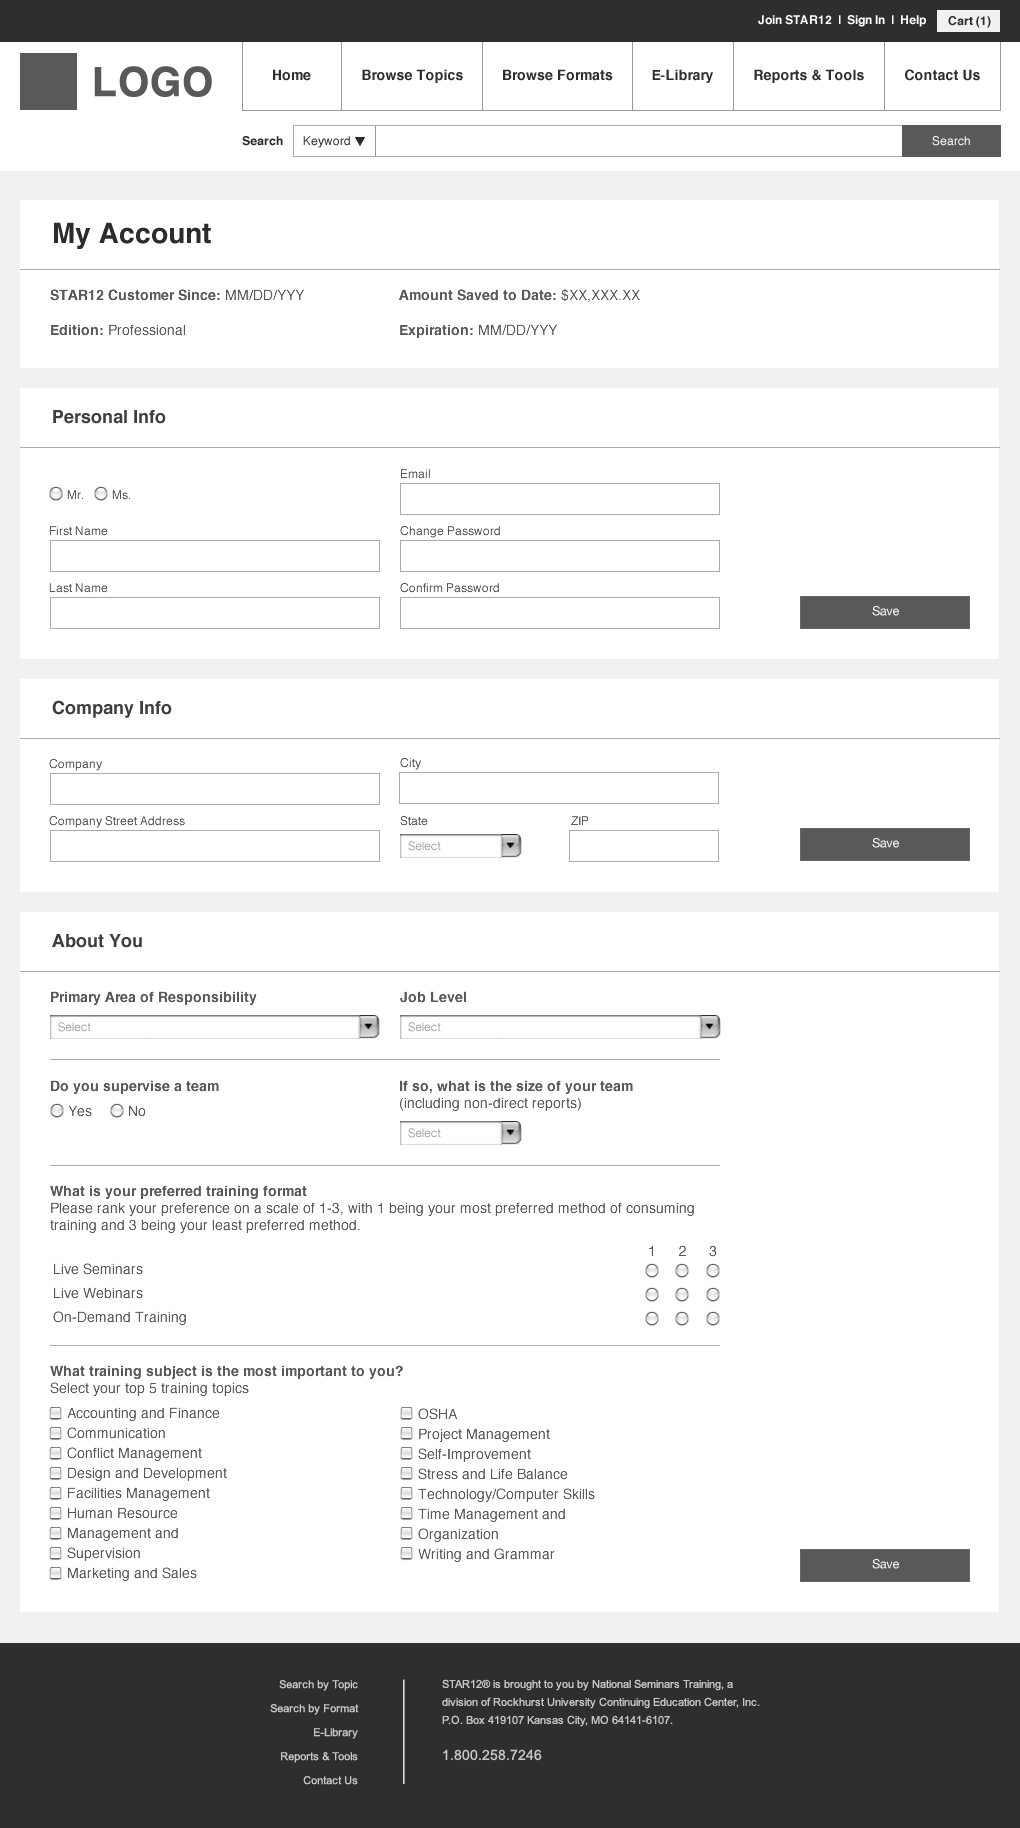 Join STAR12 | Sign In | Help Cart (1)
LOGO
Home Browse Topics Browse Formats E-Library Reports & Tools Contact Us
Search Keyword Search
My Account
STAR12 Customer Since: MM/DD/YYY Amount Saved to Date: $XX,XXX.XX
Edition: Professional Expiration: MM/DD/YYY
Personal Info
Email
Mr. Ms.
First Name Change Password
Last Name Confirm Password
Save
Company Info
Company City
Company Street Address State ZIP
Select Save
About You
Primary Area of Responsibility Job Level
Select Select
Do you supervise a team If so, what is the size of your team
(including non-direct reports)
Yes No
Select
What is your preferred training format
Please rank your preference on a scale of 1-3, with 1 being your most preferred method of consuming
training and 3 being your least preferred method.
1 2 3
Live Seminars
Live Webinars
On-Demand Training
What training subject is the most important to you?
Select your top 5 training topics
Accounting and Finance OSHA
Communication Project Management
Conflict Management Self-Improvement
Design and Development Stress and Life Balance
Facilities Management Technology/Computer Skills
Human Resource Time Management and
Management and Organization
Supervision Writing and Grammar
Marketing and Sales
Save
Search by Topic
Search by Format
E-Library
Reports & Tools
Contact Us
STAR12® is brought to you by National Seminars Training, a
division of Rockhurst University Continuing Education Center, Inc.
P.O. Box 419107 Kansas City, MO 64141-6107.
1.800.258.7246